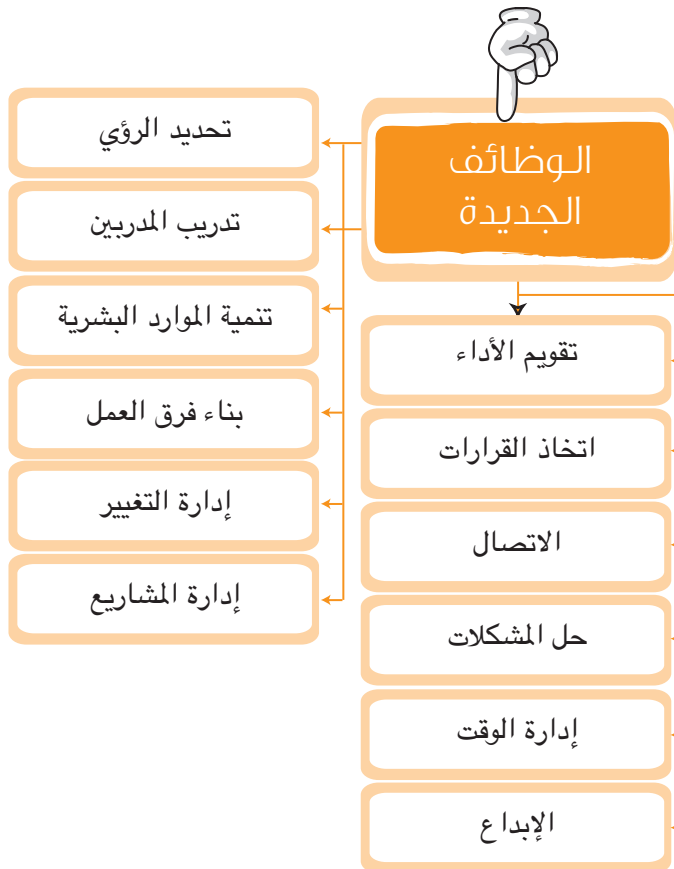 الوظائف
الجديدة
تقويم الأداء
اتخاذ القرارات
الاتصال
حل المشكلات
إدارة الوقت
الإبداع
تحديد الرؤي
تدريب المدربين
تنمية الموارد البشرية
بناء فرق العمل
إدارة التغيير
إدارة المشاريع